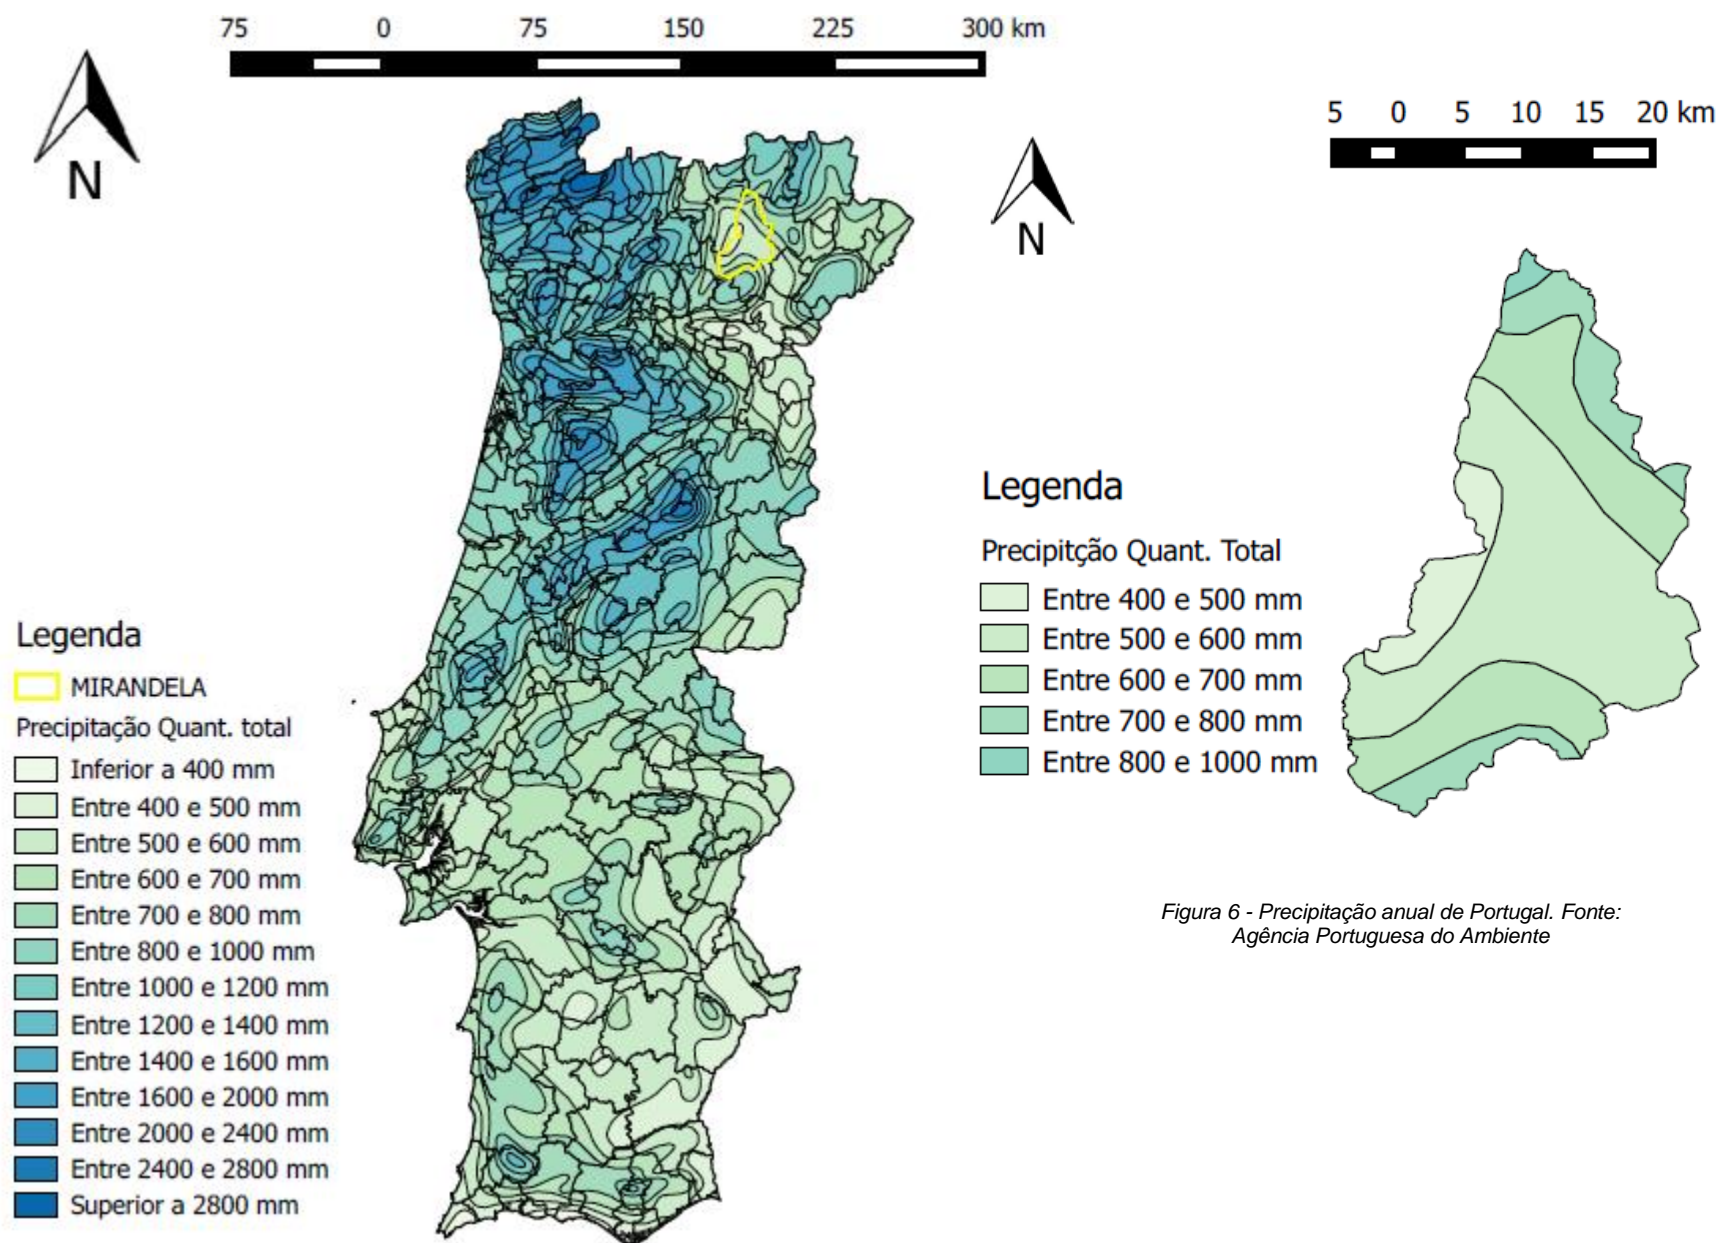 75 0 75 150 225 300 km
N
Legenda
MIRANDELA
Precipitação Quant. total
Inferior a 400 mm
Entre 400 e 500 mm
Entre 500 e 600 mm
Entre 600 e 700 mm
Entre 700 e 800 mm
Entre 800 e 1000 mm
Entre 1000 e 1200 mm
Entre 1200 e 1400 mm
Entre 1400 e 1600 mm
Entre 1600 e 2000 mm
Entre 2000 e 2400 mm
Entre 2400 e 2800 mm
Superior a 2800 mm
5 0 5 10 15 20 km
N
Legenda
Precipitção Quant. Total
Entre 400 e 500 mm
Entre 500 e 600 mm
Entre 600 e 700 mm
Entre 700 e 800 mm
Entre 800 e 1000 mm
Figura 6 - Precipitação anual de Portugal. Fonte:
Agência Portuguesa do Ambiente